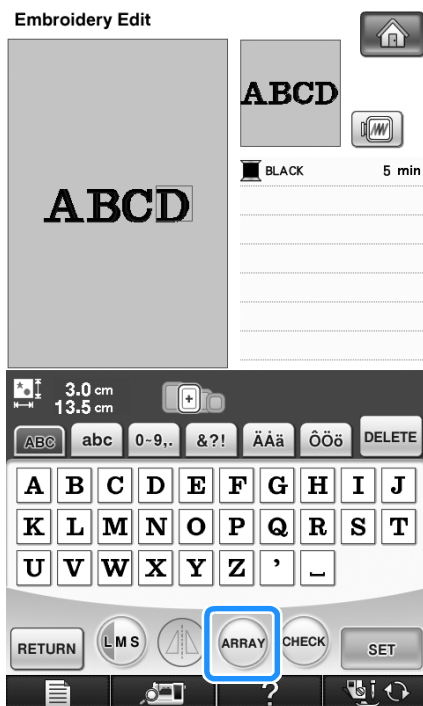 Embroidery Edit
ABCD
ABCD
BLACK 5 min
3.0 cm
13.5 cm
ABC abc 0~9,. &?! ÄÅä ÔÖö DELETE
A B C D E F G H I J
K L M N O P Q R S T
U V W X Y Z ’ ⎵
RETURN L M S ARRAY CHECK SET
? i